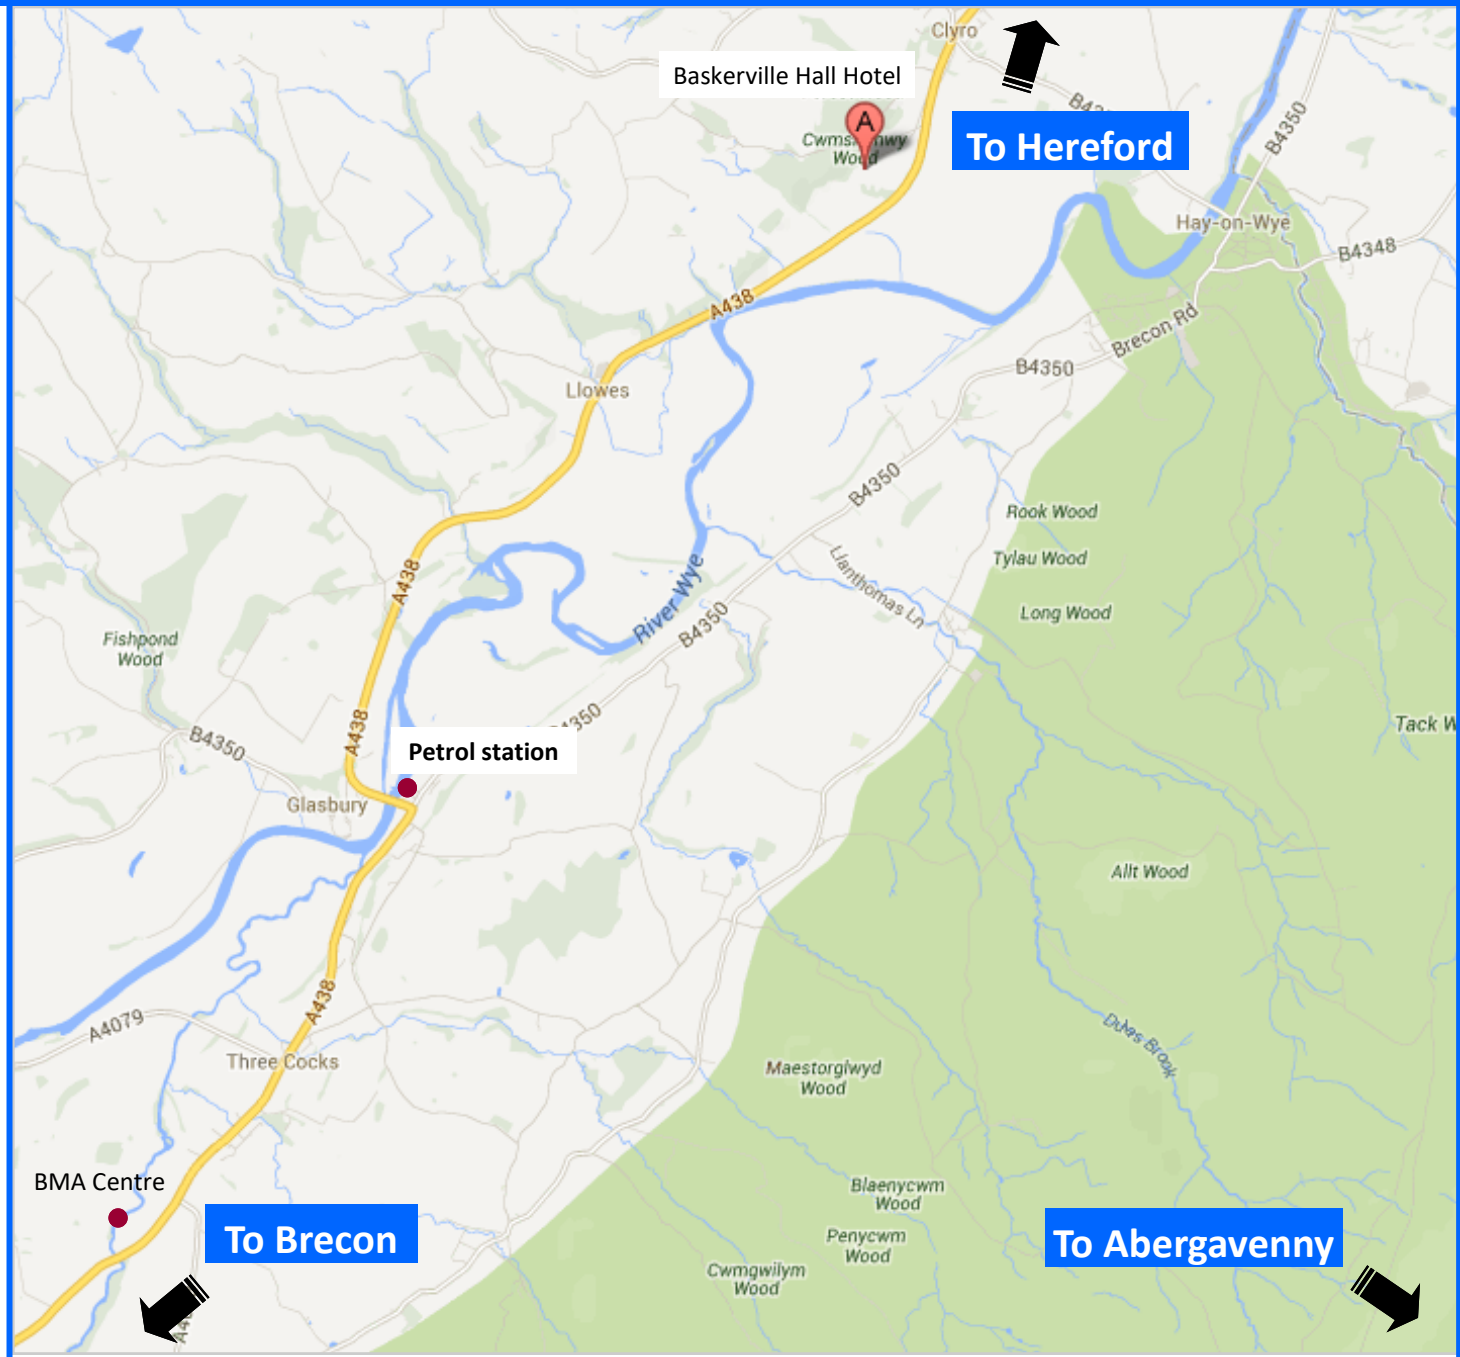 Clyro
Baskerville Hall Hotel
A
To Hereford
B4350
Hay-on-Wye
B4348
A438
Brecon Rd
B4350
Llowes
B4350
Rook Wood
Tylau Wood
Llanthomas Ln
Long Wood
A438
River Wye
B4350
Fishpond
Wood
Tack W
A438
B4350
Petrol station
Glasbury
Allt Wood
A438
A4079
Three Cocks
Dulas Brook
Maestorglwyd
Wood
BMA Centre
Blaenycwm
Wood
To Brecon
To Abergavenny
Penycwm
Wood
Cwmgwilym
Wood